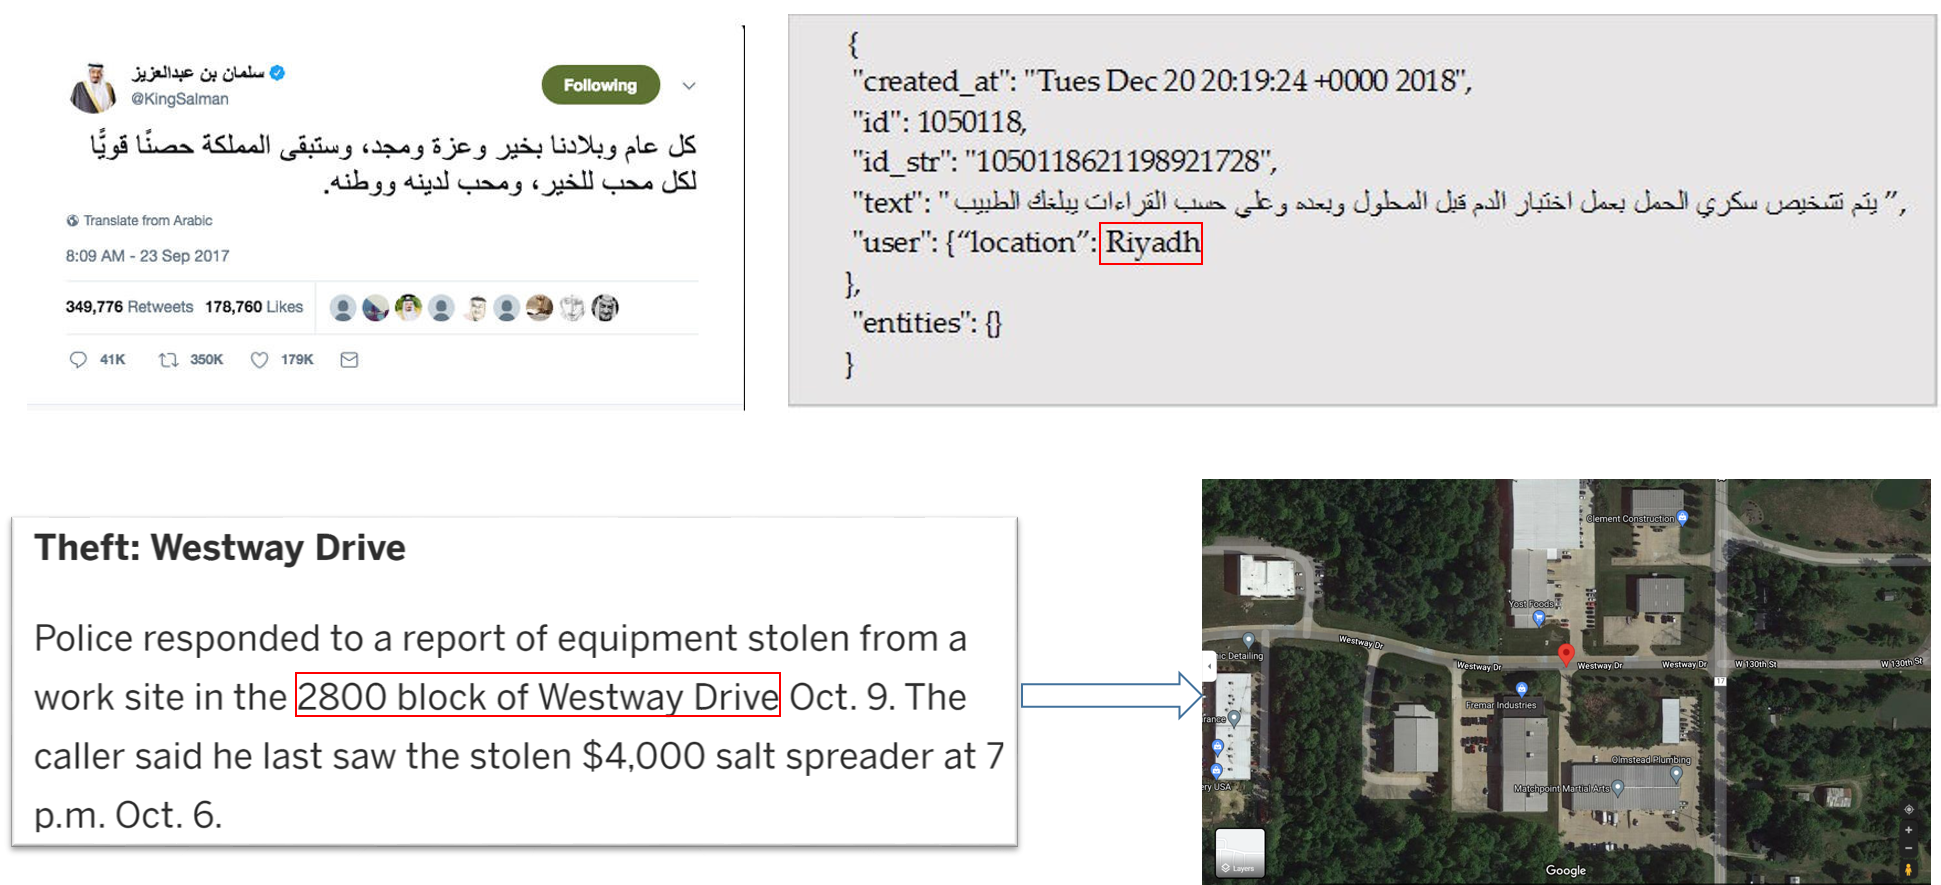 سلمان بن عبدالعزيز
@KingSalman
Following
كل عام وبلادنا بخير وعزة ومجد، وستبقى المملكة حصنًا قويًّا
لكل محب للخير، ومحب لدينه ووطنه.
Translate from Arabic
8:09 AM - 23 Sep 2017
349,776 Retweets 178,760 Likes
41K 350K 179K
{
"created_at": "Tues Dec 20 20:19:24 +0000 2018",
"id": 1050118,
"id_str": "1050118621198921728",
"text": " يتم تشخيص سكري الحمل بعمل اختبار الدم قبل المحلول وبعده وعلي حسب القراءات يبلغك الطبيب ",
"user": {“location”: Riyadh
},
"entities": {}
}
Theft: Westway Drive
Police responded to a report of equipment stolen from a
work site in the 2800 block of Westway Drive Oct. 9. The
caller said he last saw the stolen $4,000 salt spreader at 7
p.m. Oct. 6.
Clement Construction
Yost Foods
Westway Dr
ic Detailing
Westway Dr
Westway Dr
Westway Dr
W 130th St
W 130th St
17
Fremar Industries
rance
Olmstead Plumbing
Matchpoint Martial Arts
ery USA
Layers
Google